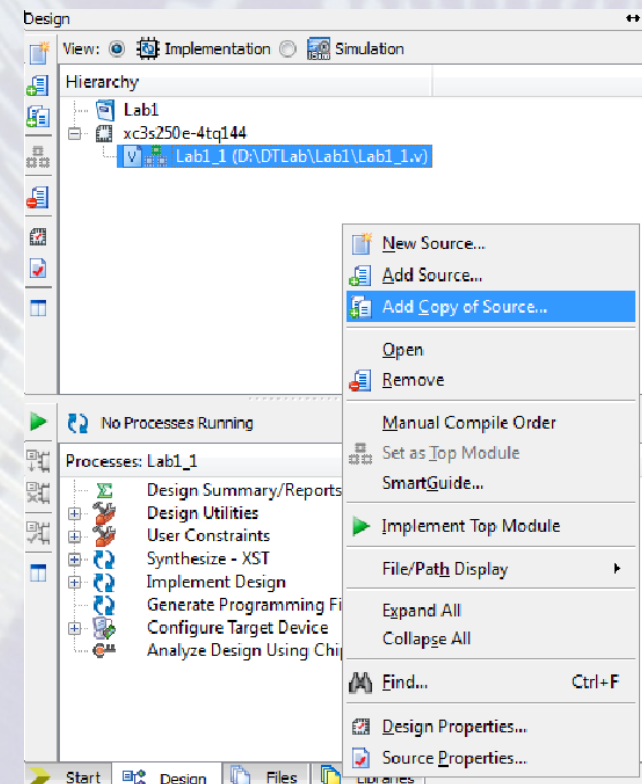 Design
View: Implementation Simulation
Hierarchy
Lab1
xc3s250e-4tq144
Lab1_1 (D:\DTLab\Lab1\Lab1_1.v)
New Source...
Add Source...
Add Copy of Source...
Open
Remove
Manual Compile Order
Set as Top Module
SmartGuide...
Implement Top Module
File/Path Display
Expand All
Collapse All
Find... Ctrl+F
Design Properties...
Source Properties...
No Processes Running
Processes: Lab1_1
Design Summary/Reports
Design Utilities
User Constraints
Synthesize - XST
Implement Design
Generate Programming Fi
Configure Target Device
Analyze Design Using Chi
Start Design Files Libraries